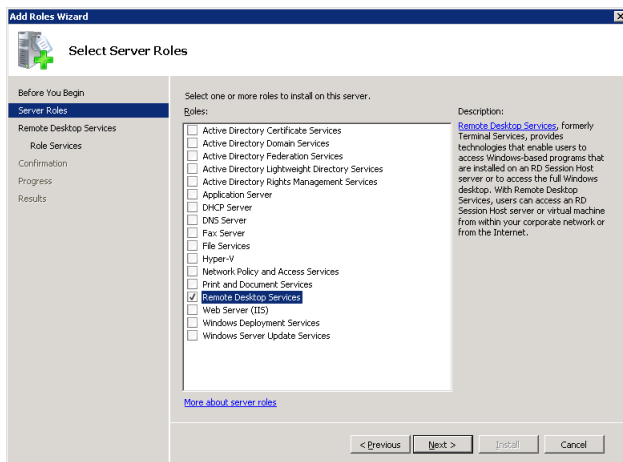 Add Roles Wizard
Select Server Roles
Before You Begin
Server Roles
Remote Desktop Services
Role Services
Confirmation
Progress
Results
Select one or more roles to install on this server.
Roles:
Active Directory Certificate Services
Active Directory Domain Services
Active Directory Federation Services
Active Directory Lightweight Directory Services
Active Directory Rights Management Services
Application Server
DHCP Server
DNS Server
Fax Server
File Services
Hyper-V
Network Policy and Access Services
Print and Document Services
Remote Desktop Services
Web Server (IIS)
Windows Deployment Services
Windows Server Update Services
More about server roles
Description:
Remote Desktop Services, formerly
Terminal Services, provides
technologies that enable users to
access Windows-based programs that
are installed on an RD Session Host
server or to access the full Windows
desktop. With Remote Desktop
Services, users can access an RD
Session Host server or virtual machine
from within your corporate network or
from the Internet.
< Previous
Next >
Install
Cancel